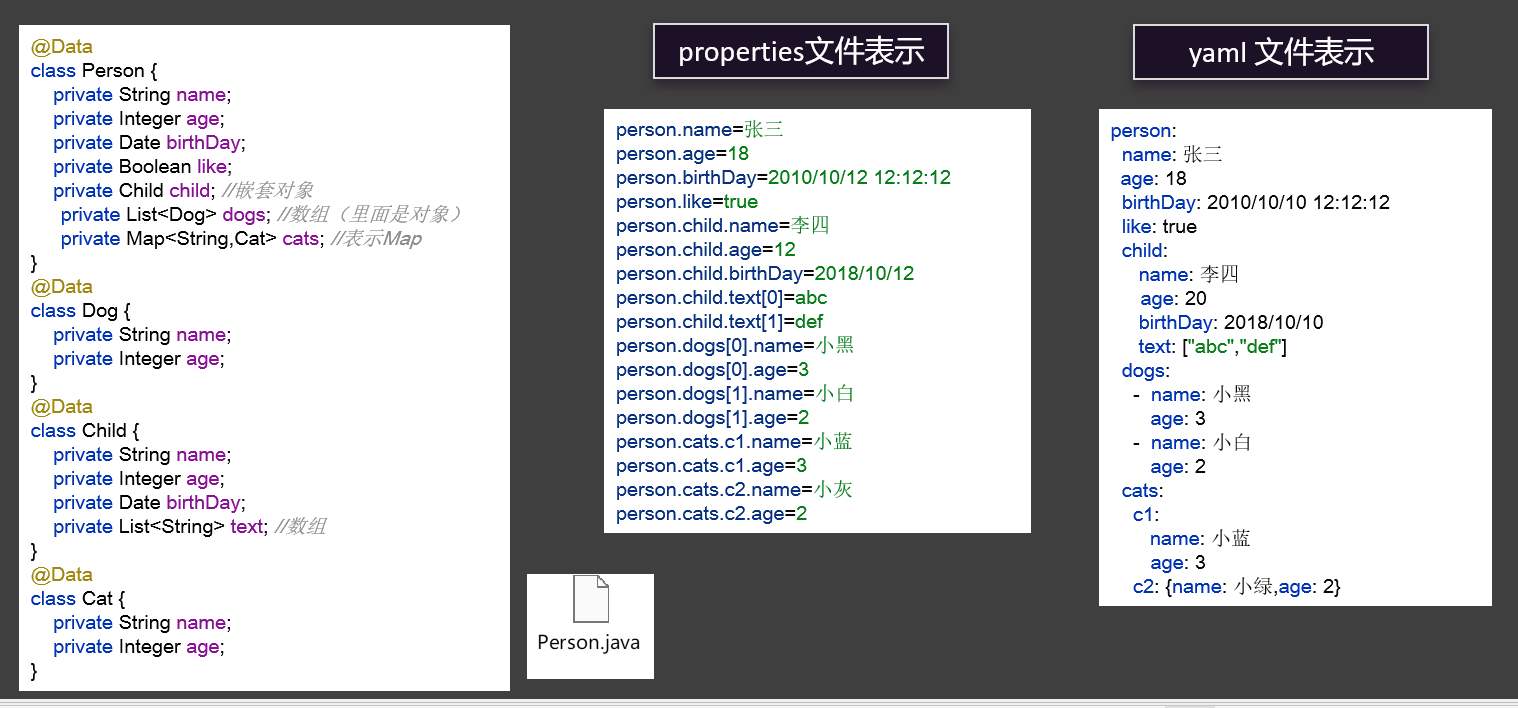 @Data
class Person {
private String name;
private Integer age;
private Date birthDay;
private Boolean like;
private Child child; //嵌套对象
private List<Dog> dogs; //数组（里面是对象）
private Map<String,Cat> cats; //表示Map
}
@Data
class Dog {
private String name;
private Integer age;
}
@Data
class Child {
private String name;
private Integer age;
private Date birthDay;
private List<String> text; //数组
}
@Data
class Cat {
private String name;
private Integer age;
}
properties文件表示
person.name=张三
person.age=18
person.birthDay=2010/10/12 12:12:12
person.like=true
person.child.name=李四
person.child.age=12
person.child.birthDay=2018/10/12
person.child.text[0]=abc
person.child.text[1]=def
person.dogs[0].name=小黑
person.dogs[0].age=3
person.dogs[1].name=小白
person.dogs[1].age=2
person.cats.c1.name=小蓝
person.cats.c1.age=3
person.cats.c2.name=小灰
person.cats.c2.age=2
Person.java
yaml 文件表示
person:
name: 张三
age: 18
birthDay: 2010/10/10 12:12:12
like: true
child:
name: 李四
age: 20
birthDay: 2018/10/10
text: ["abc","def"]
dogs:
- name: 小黑
age: 3
- name: 小白
age: 2
cats:
c1:
name: 小蓝
age: 3
c2: {name: 小绿,age: 2}